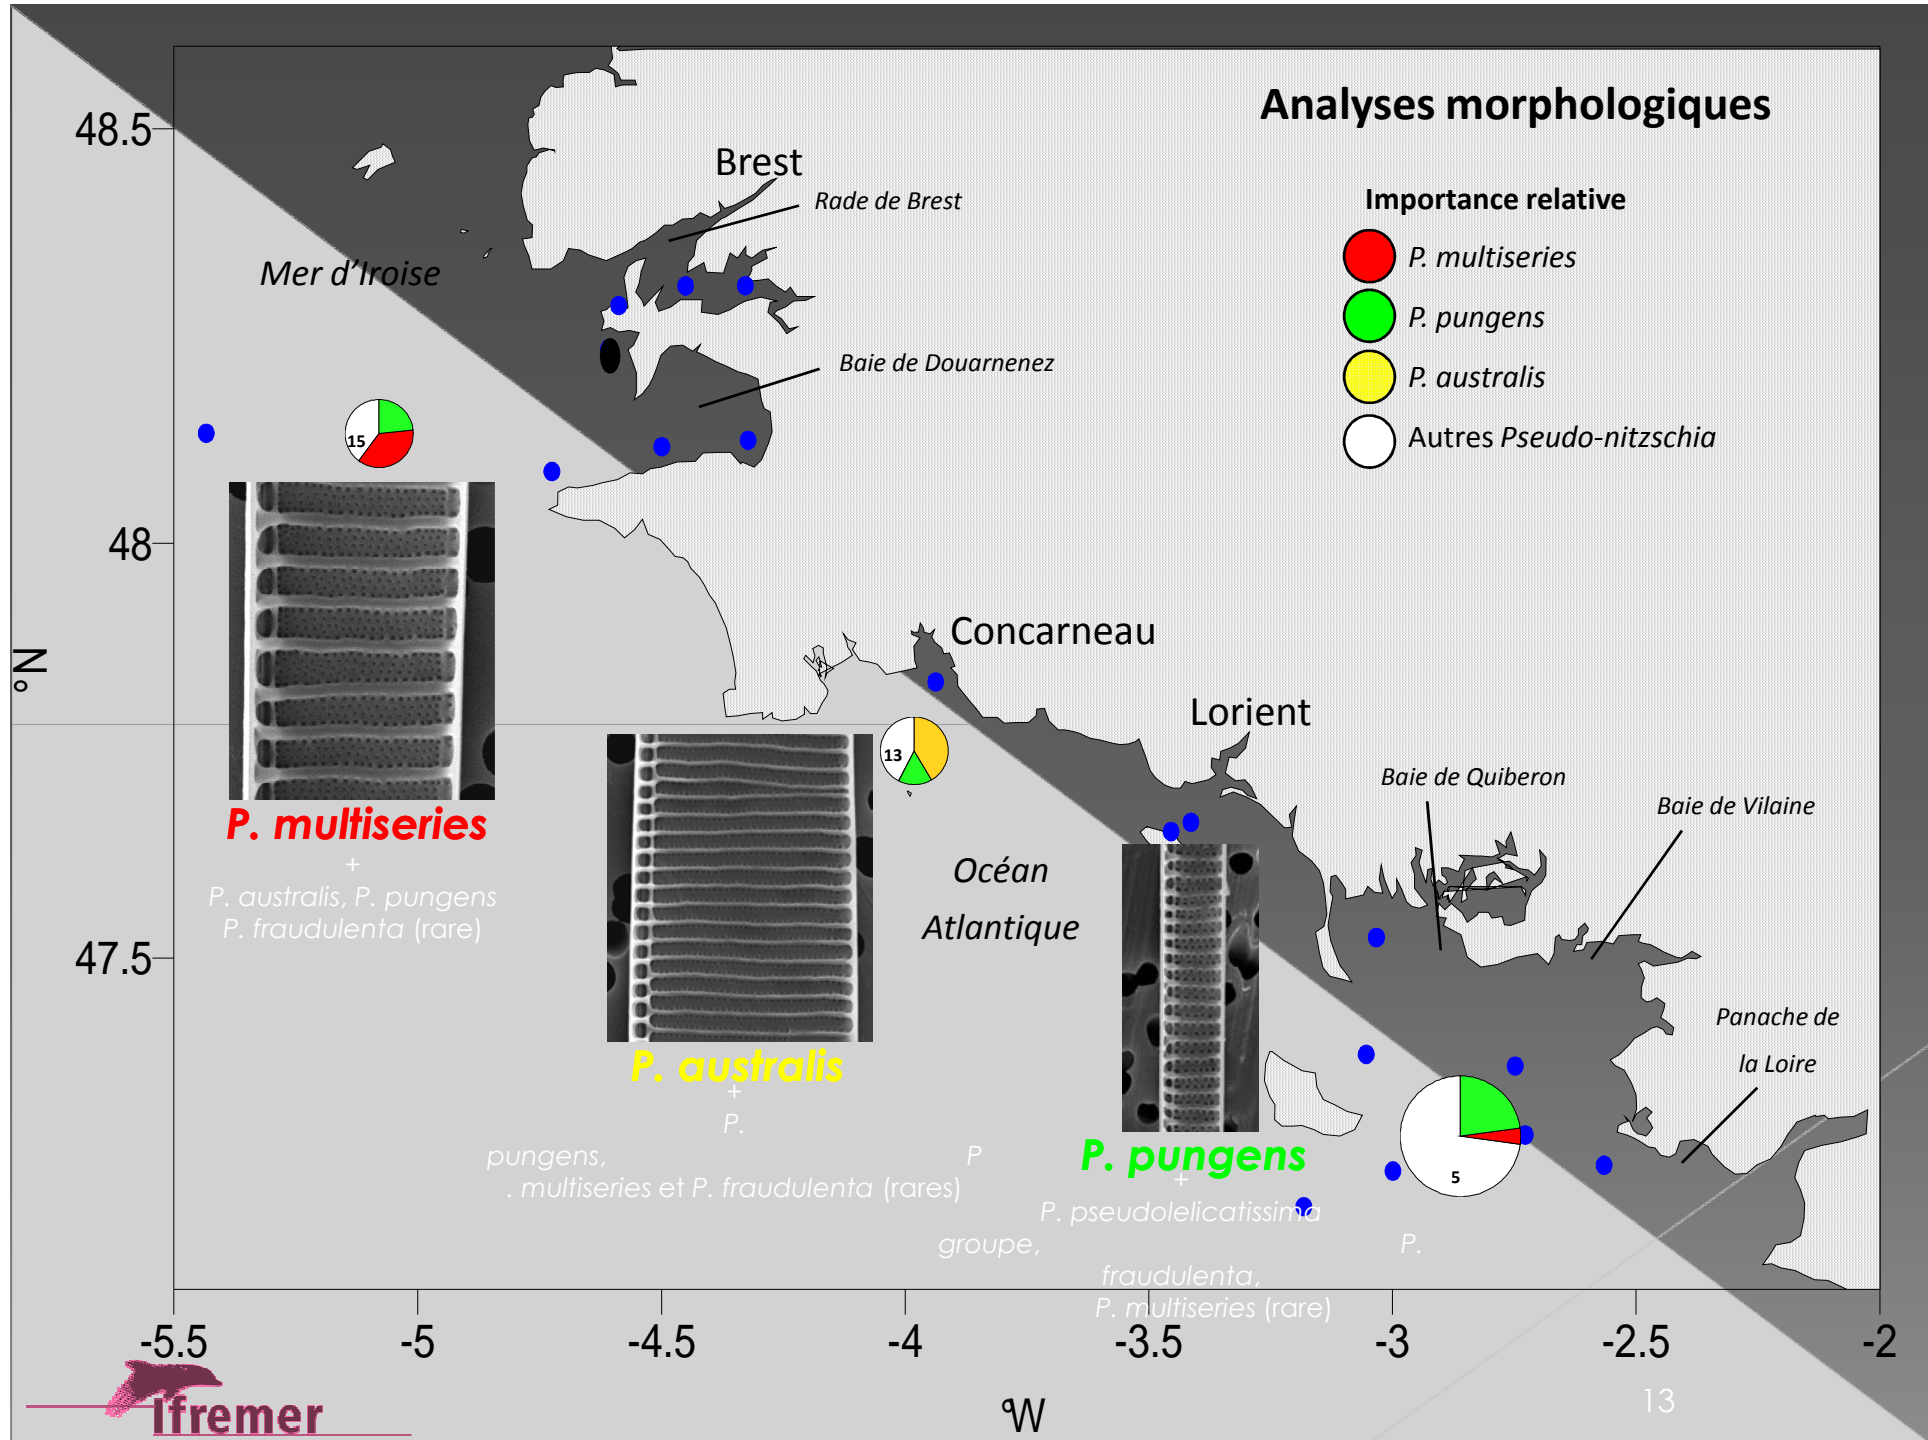 Analyses morphologiques
48.5
Brest
Rade de Brest
Importance relative
P. multiseries
Mer d'Iroise
P. pungens
Baie de Douarnenez
P. australis
Autres Pseudo-nitzschia
15
48
Concarneau
°N
Lorient
13
Baie de Quiberon
Baie de Vilaine
P. multiseries
+
P. australis, P. pungens
P. fraudulenta (rare)
Océan
Atlantique
47.5
Panache de
la Loire
P. australis
+
P.
pungens, P
. multiseries et P. fraudulenta (rares)
P. pungens
+
5
P. pseudolelicatissima
groupe, P.
fraudulenta,
P. multiseries (rare)
-5.5 -5 -4.5 -4 -3.5 -3 -2.5 -2
°W
Ifremer
13